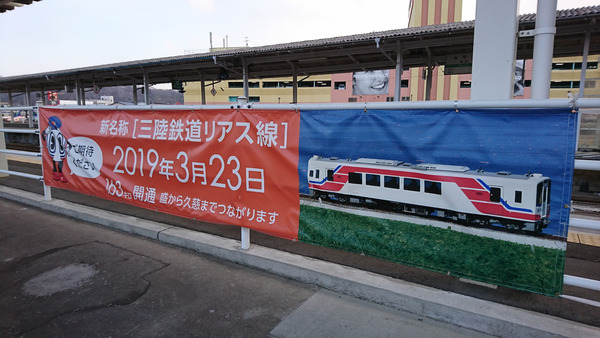 新名称[三陸鉄道リアス線]
ご期待
ください
2019年3月23日
163キロ開通 盛から久慈までつながります